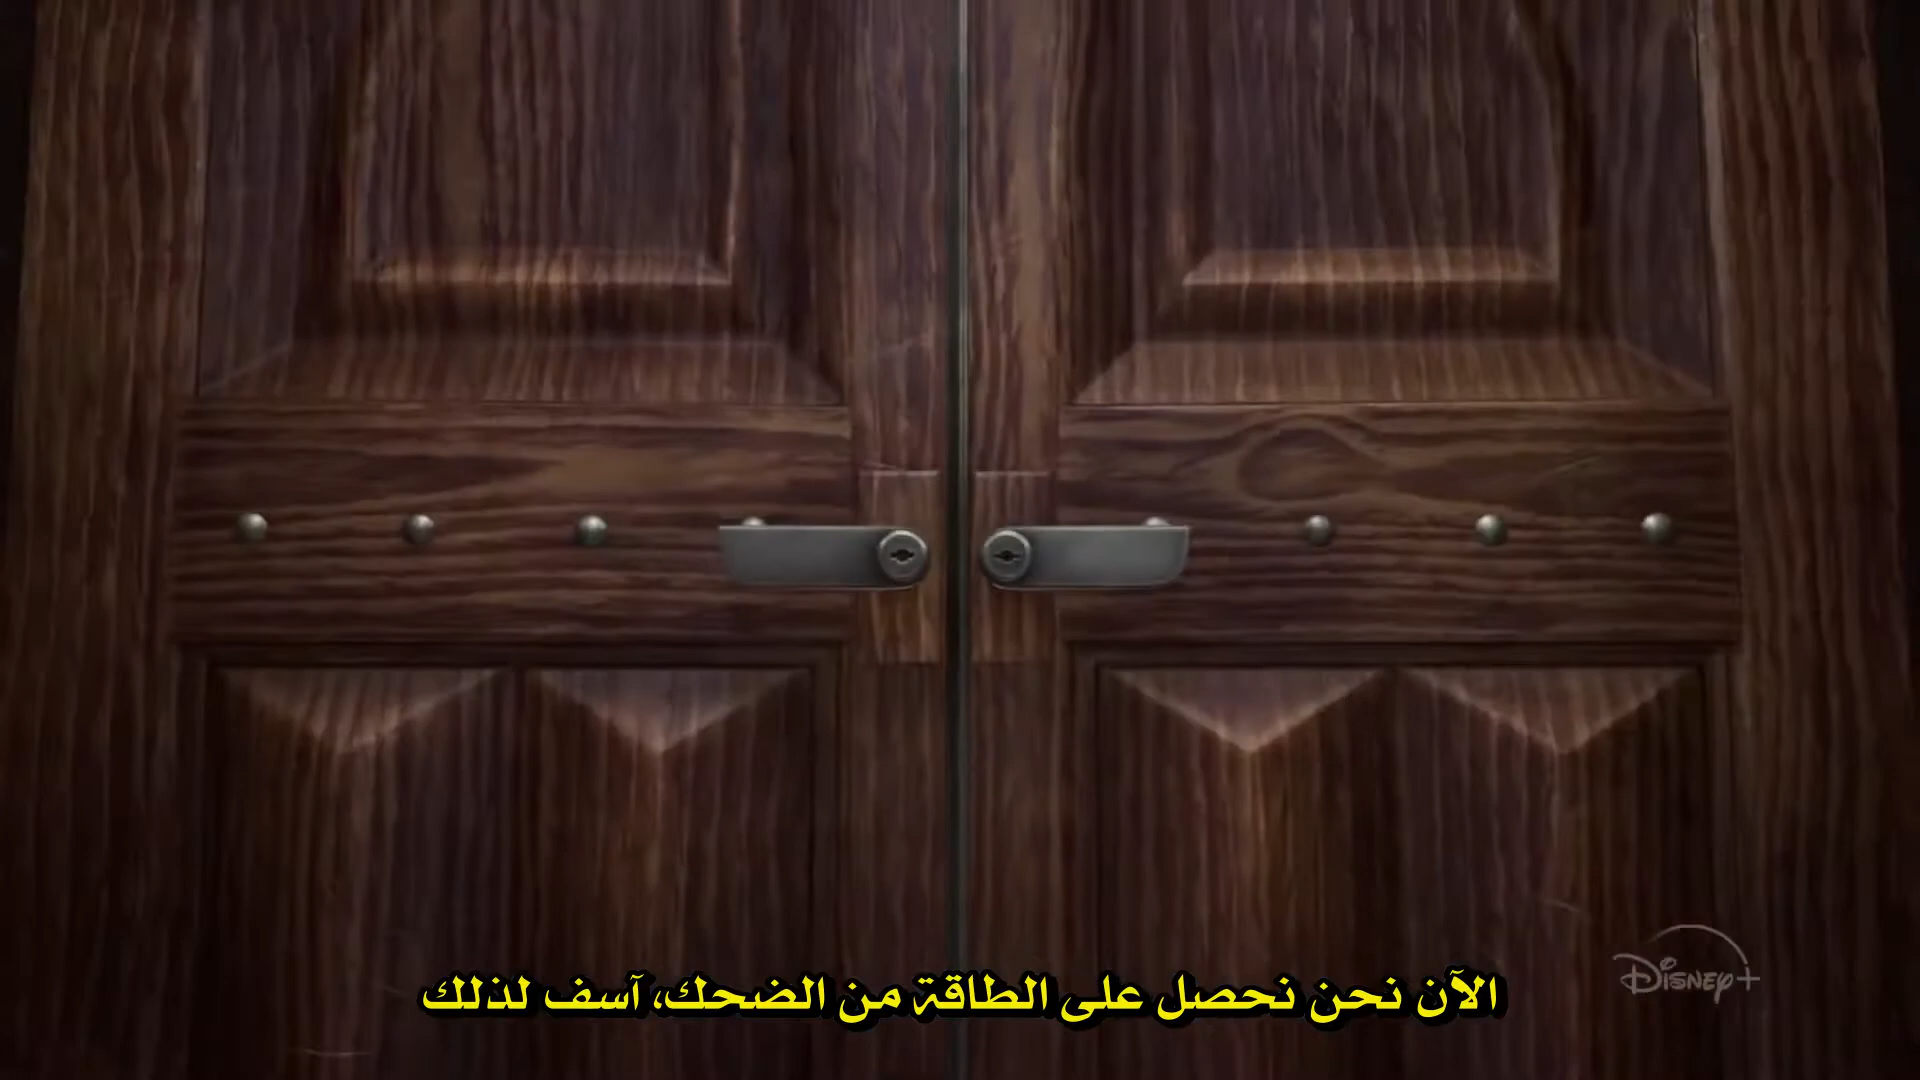 الآن نحن نحصل على الطاقة من الضحك، آسف لذلك
Disney+